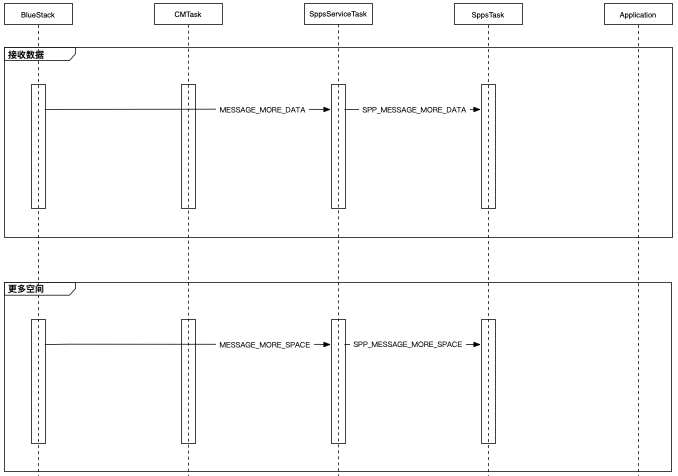 BlueStack
CMTask
SppsServiceTask
SppsTask
Application
接收数据
MESSAGE_MORE_DATA
SPP_MESSAGE_MORE_DATA
更多空间
MESSAGE_MORE_SPACE
SPP_MESSAGE_MORE_SPACE